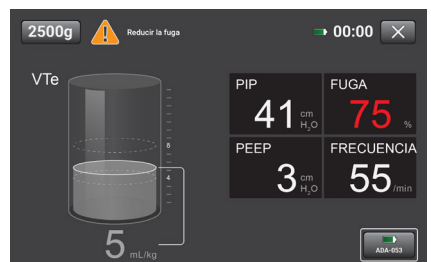 2500g
Reducir la fuga
00:00
VTe
8
4
5 mL/kg
PIP
41 cm H₂O
FUGA
75 %
PEEP
3 cm H₂O
FRECUENCIA
55 /min
ADA-053